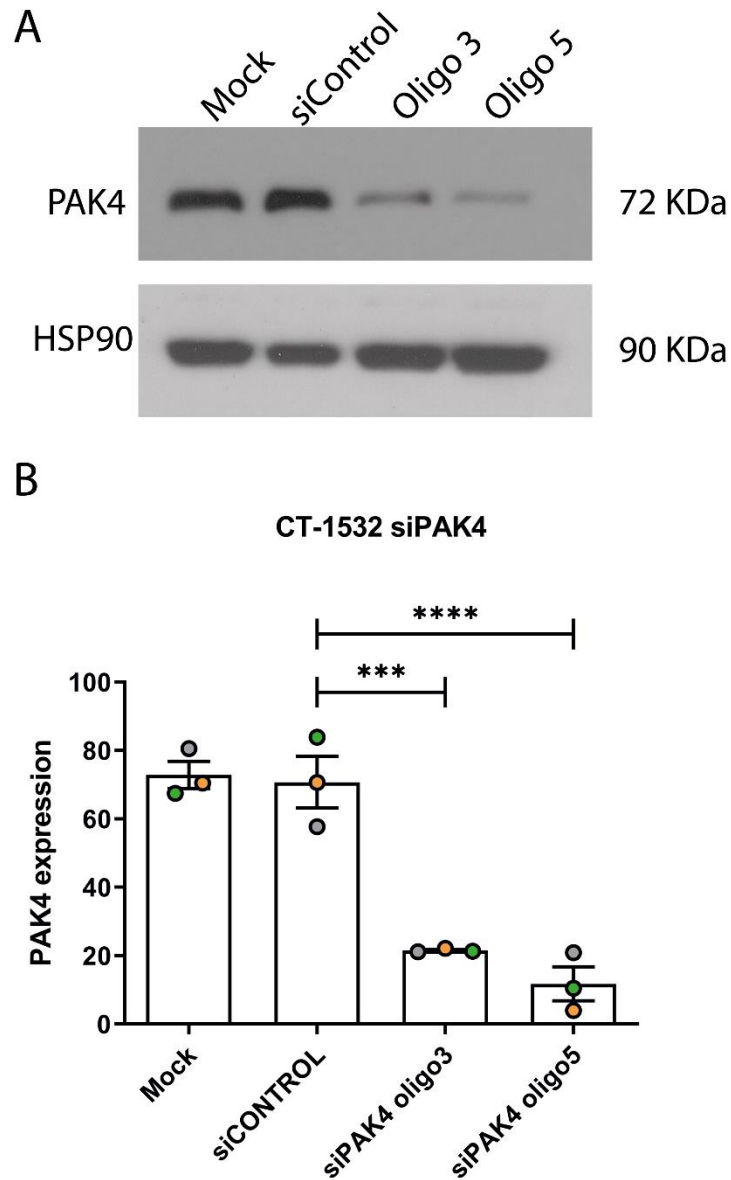 A
Mock siControl Oligo 3 Oligo 5
PAK4 72 KDa
HSP90 90 KDa
B
CT-1532 siPAK4
****
***
100
80
60
40
20
0
PAK4 expression
Mock siCONTROL siPAK4 oligo3 siPAK4 oligo5